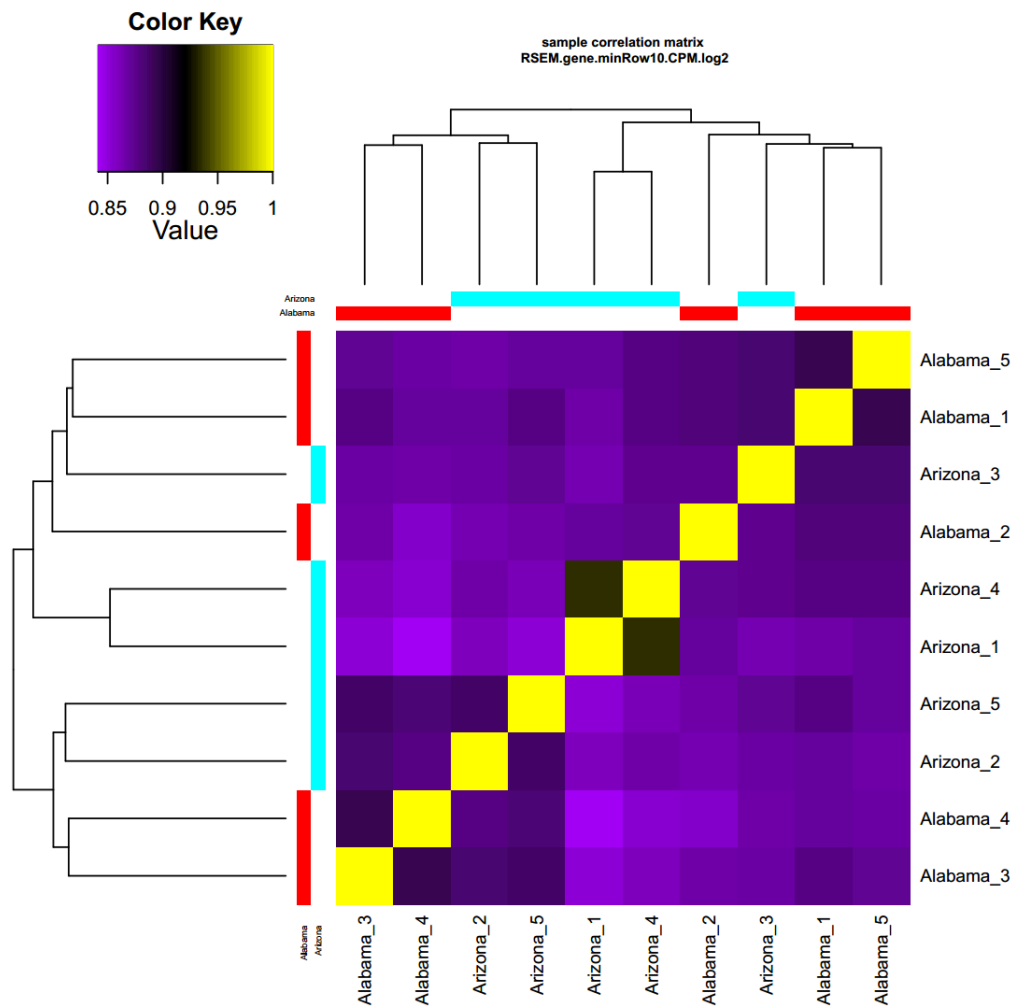 Color Key
0.85 0.9 0.95 1
Value
sample correlation matrix
RSEM.gene.minRow10.CPM.log2
Arizona
Alabama
Alabama_5
Alabama_1
Arizona_3
Alabama_2
Arizona_4
Arizona_1
Arizona_5
Arizona_2
Alabama_4
Alabama_3
Alabama
Arizona
Alabama_3
Alabama_4
Arizona_2
Arizona_5
Arizona_1
Arizona_4
Alabama_2
Arizona_3
Alabama_1
Alabama_5